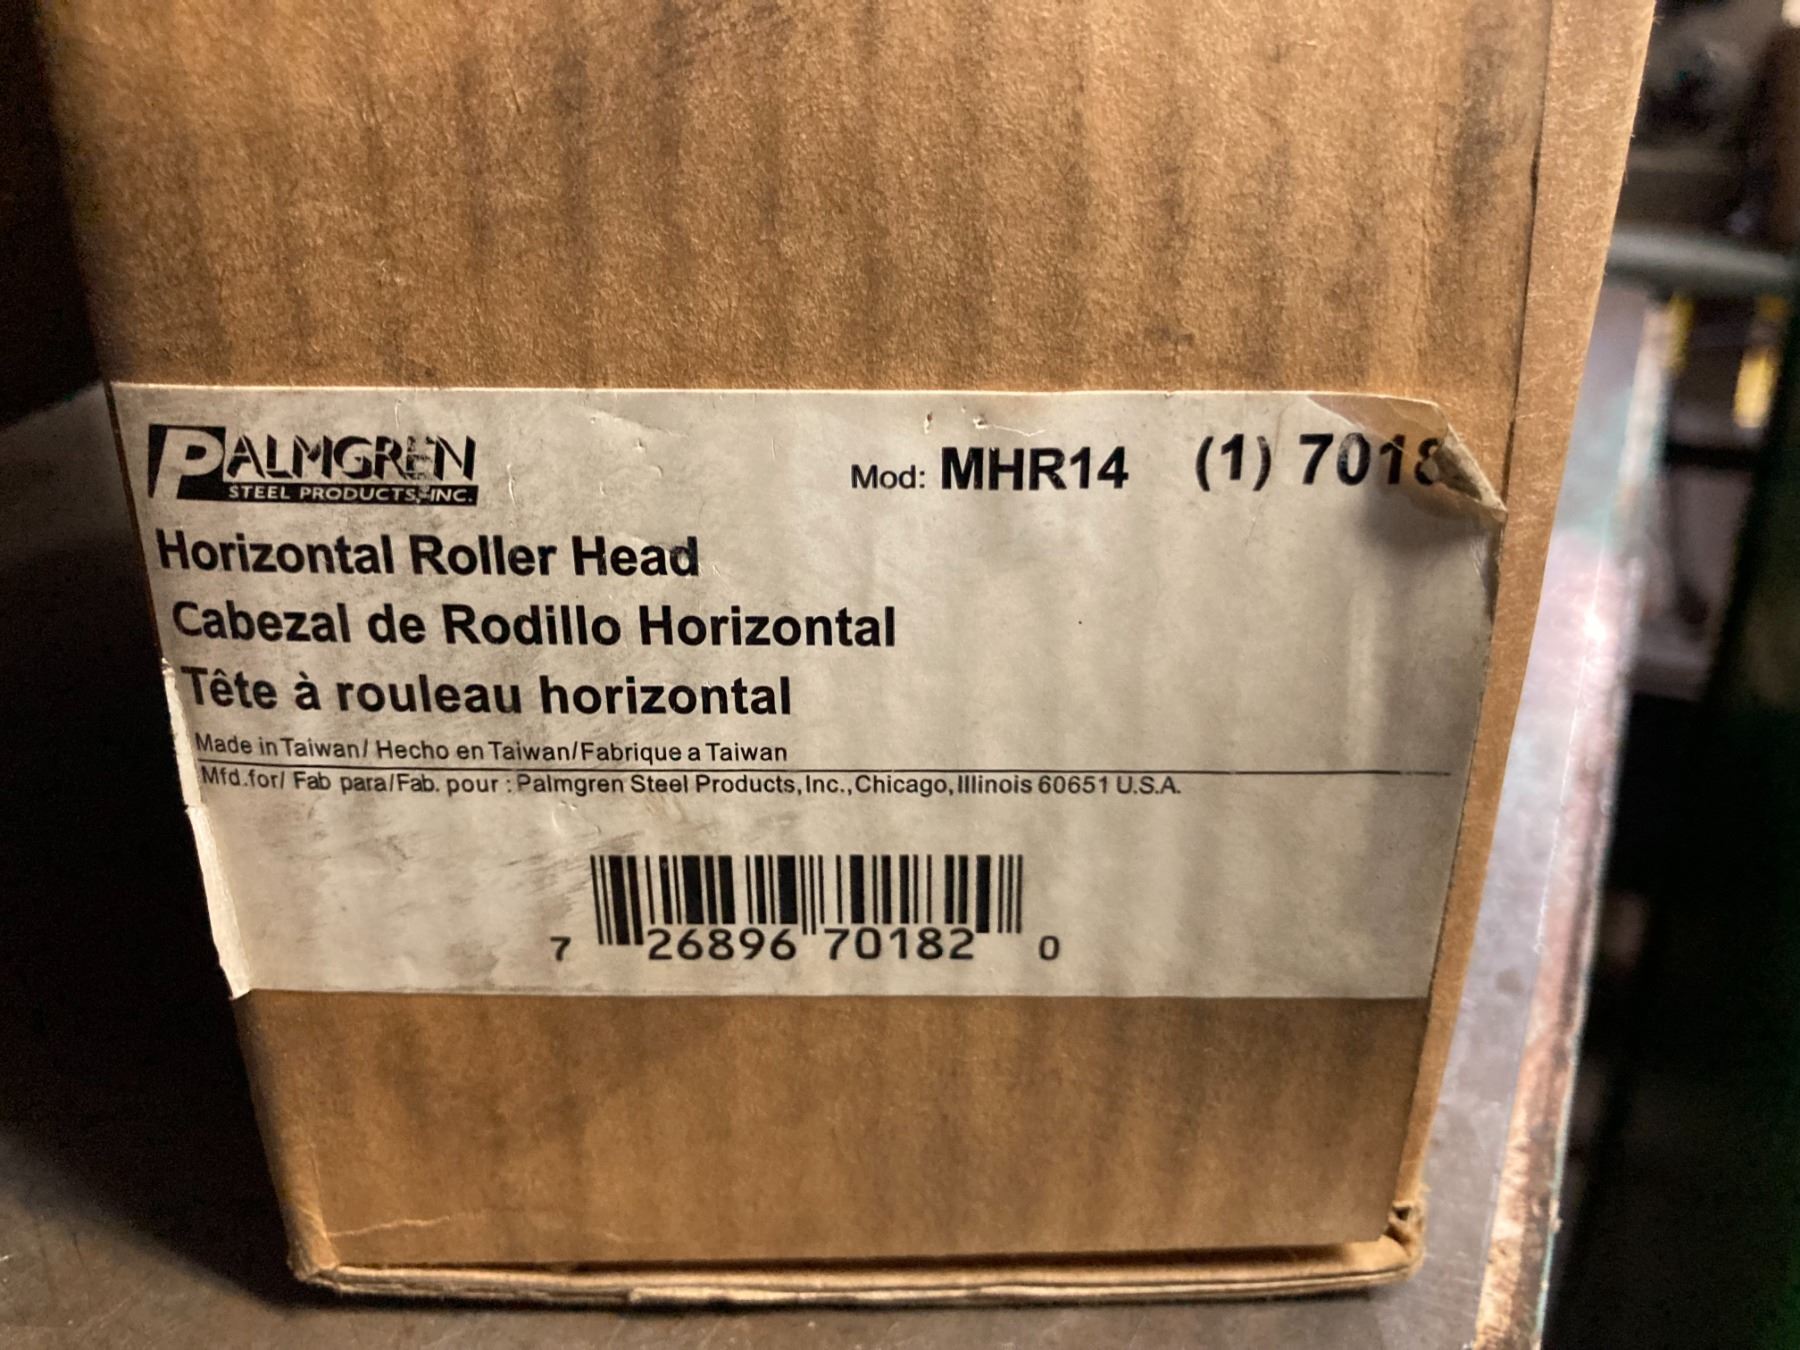 PALMGREN
STEEL PRODUCTS, INC.
Mod: MHR14 (1) 7018
Horizontal Roller Head
Cabezal de Rodillo Horizontal
Tête à rouleau horizontal
Made in Taiwan/ Hecho en Taiwan/Fabrique a Taiwan
Mfd.for/ Fab para/Fab. pour : Palmgren Steel Products, Inc., Chicago, Illinois 60651 U.S.A.
7 26896 70182 0